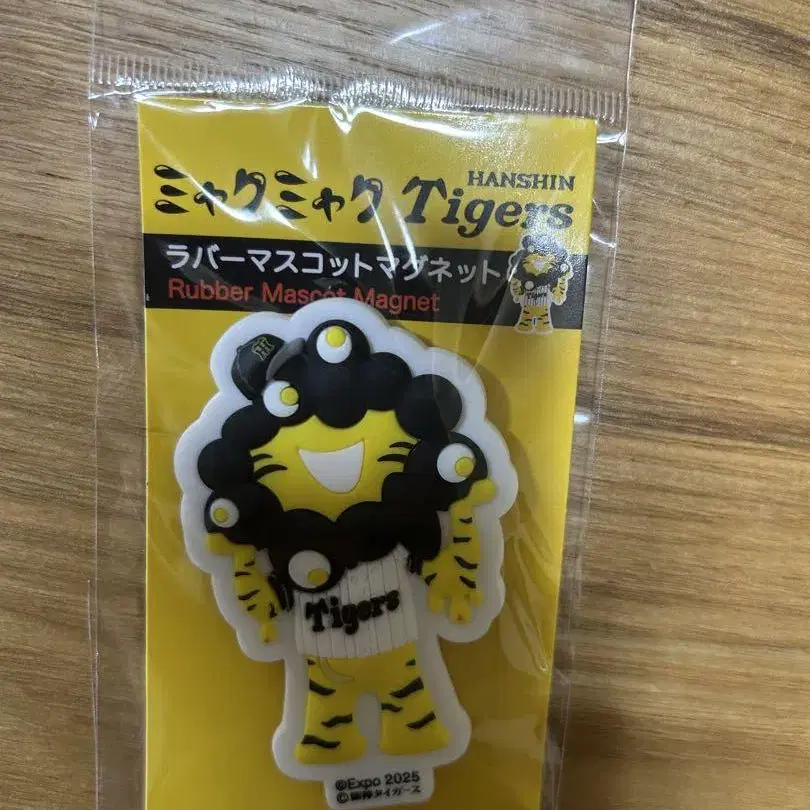 ミャクミャク HANSHIN Tigers
ラバーマスコットマグネット
Rubber Mascot Magnet
Tigers
©Expo 2025
©阪神タイガース